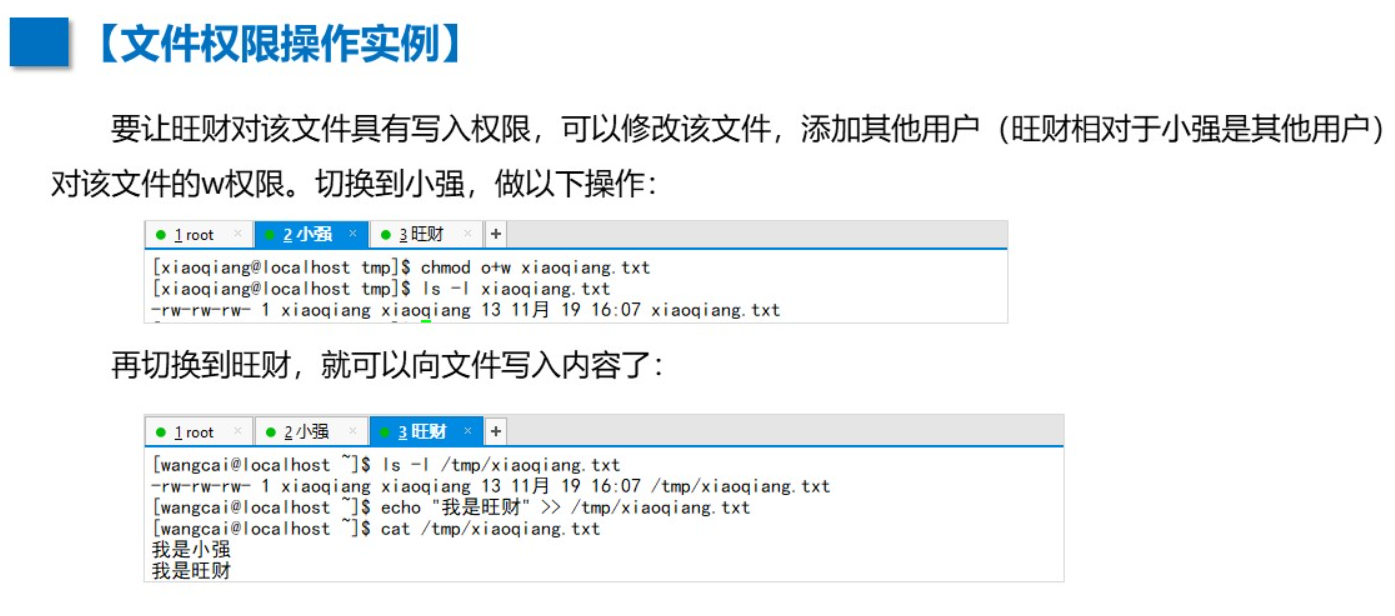 【文件权限操作实例】
要让旺财对该文件具有写入权限，可以修改该文件，添加其他用户（旺财相对于小强是其他用户）
对该文件的w权限。切换到小强，做以下操作：
1 root × 2 小强 × 3 旺财 × +
[xiaoqiang@localhost tmp]$ chmod o+w xiaoqiang.txt
[xiaoqiang@localhost tmp]$ ls -l xiaoqiang.txt
-rw-rw-rw- 1 xiaoqiang xiaoqiang 13 11月 19 16:07 xiaoqiang.txt
再切换到旺财，就可以向文件写入内容了：
1 root × 2 小强 × 3 旺财 × +
[wangcai@localhost ~]$ ls -l /tmp/xiaoqiang.txt
-rw-rw-rw- 1 xiaoqiang xiaoqiang 13 11月 19 16:07 /tmp/xiaoqiang.txt
[wangcai@localhost ~]$ echo "我是旺财" >> /tmp/xiaoqiang.txt
[wangcai@localhost ~]$ cat /tmp/xiaoqiang.txt
我是小强
我是旺财